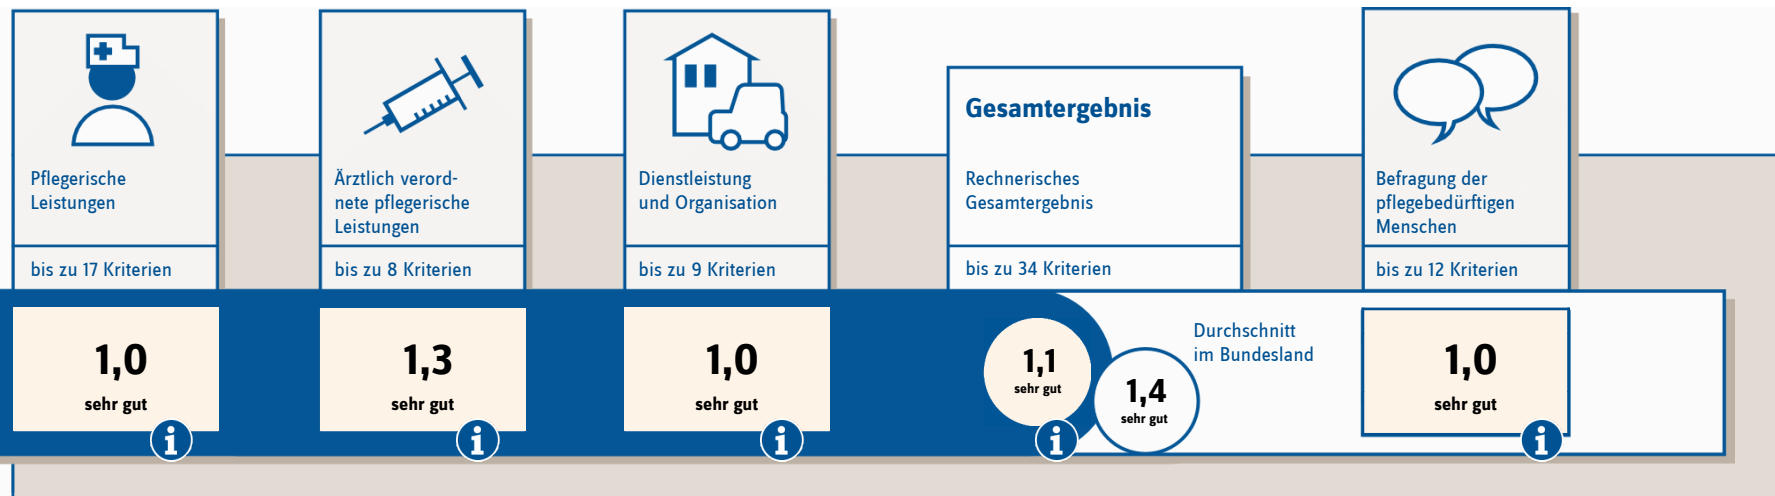 Pflegerische
Leistungen
bis zu 17 Kriterien
1,0
sehr gut
i
Ärztlich verord-
nete pflegerische
Leistungen
bis zu 8 Kriterien
1,3
sehr gut
i
Dienstleistung
und Organisation
bis zu 9 Kriterien
1,0
sehr gut
i
Gesamtergebnis
Rechnerisches
Gesamtergebnis
bis zu 34 Kriterien
1,1
sehr gut
i
Durchschnitt
im Bundesland
1,4
sehr gut
Befragung der
pflegebedürftigen
Menschen
bis zu 12 Kriterien
1,0
sehr gut
i